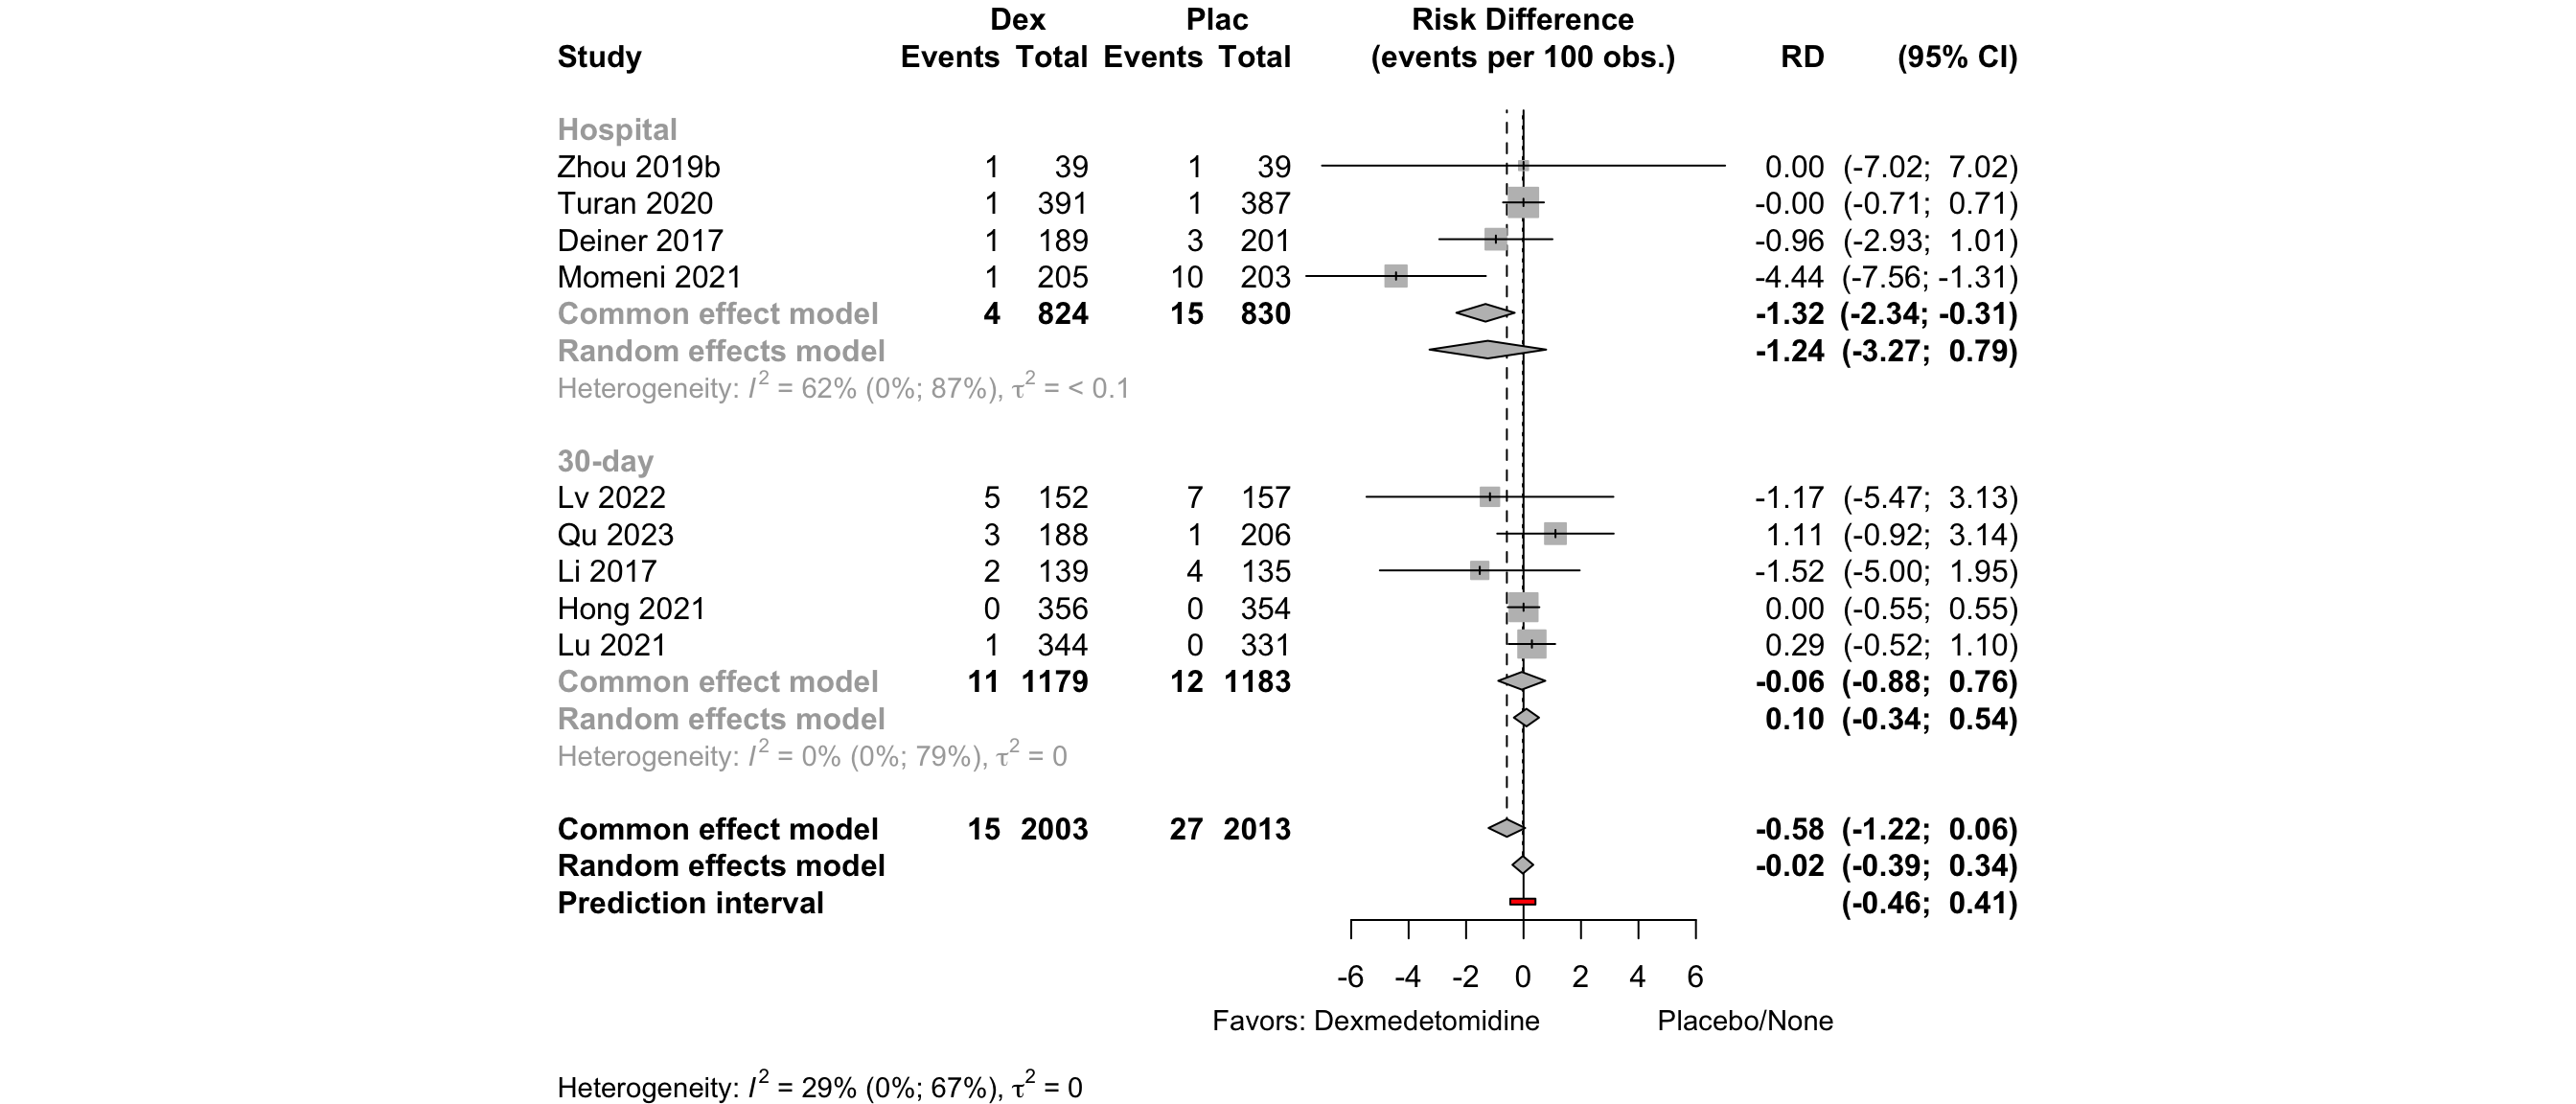 Dex Plac Risk Difference
Study Events Total Events Total (events per 100 obs.) RD (95% CI)
Hospital
Zhou 2019b 1 39 1 39 0.00 (-7.02; 7.02)
Turan 2020 1 391 1 387 -0.00 (-0.71; 0.71)
Deiner 2017 1 189 3 201 -0.96 (-2.93; 1.01)
Momeni 2021 1 205 10 203 -4.44 (-7.56; -1.31)
Common effect model 4 824 15 830 -1.32 (-2.34; -0.31)
Random effects model -1.24 (-3.27; 0.79)
Heterogeneity: I² = 62% (0%; 87%), τ² = < 0.1
30-day
Lv 2022 5 152 7 157 -1.17 (-5.47; 3.13)
Qu 2023 3 188 1 206 1.11 (-0.92; 3.14)
Li 2017 2 139 4 135 -1.52 (-5.00; 1.95)
Hong 2021 0 356 0 354 0.00 (-0.55; 0.55)
Lu 2021 1 344 0 331 0.29 (-0.52; 1.10)
Common effect model 11 1179 12 1183 -0.06 (-0.88; 0.76)
Random effects model 0.10 (-0.34; 0.54)
Heterogeneity: I² = 0% (0%; 79%), τ² = 0
Common effect model 15 2003 27 2013 -0.58 (-1.22; 0.06)
Random effects model -0.02 (-0.39; 0.34)
Prediction interval (-0.46; 0.41)
-6 -4 -2 0 2 4 6
Favors: Dexmedetomidine Placebo/None
Heterogeneity: I² = 29% (0%; 67%), τ² = 0